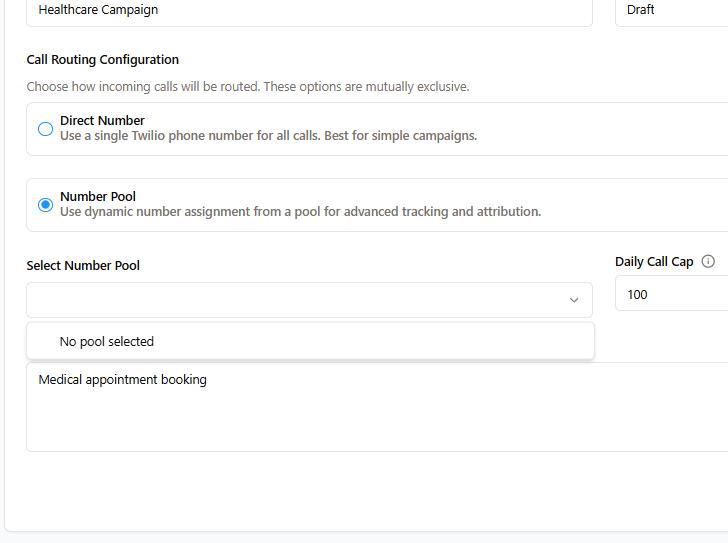 Healthcare Campaign
Draft
Call Routing Configuration
Choose how incoming calls will be routed. These options are mutually exclusive.
Direct Number
Use a single Twilio phone number for all calls. Best for simple campaigns.
Number Pool
Use dynamic number assignment from a pool for advanced tracking and attribution.
Select Number Pool
Daily Call Cap
100
No pool selected
Medical appointment booking